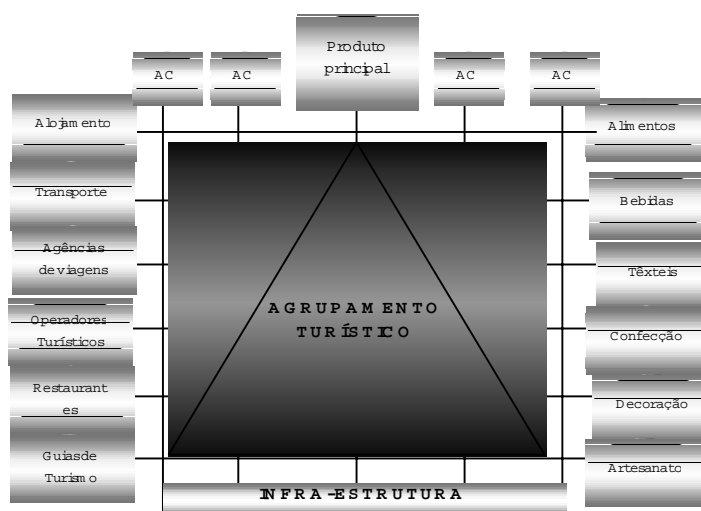 Produto
principal
AC
AC
AC
AC
Alojamento
Alimentos
Transporte
Bebidas
Agências
de viagens
Têxteis
AGRUPAMENTO
TURÍSTICO
Operadores
Turísticos
Confecção
Restaurant
es
Decoração
Guias de
Turismo
Artesanato
INFRA-ESTRUTURA